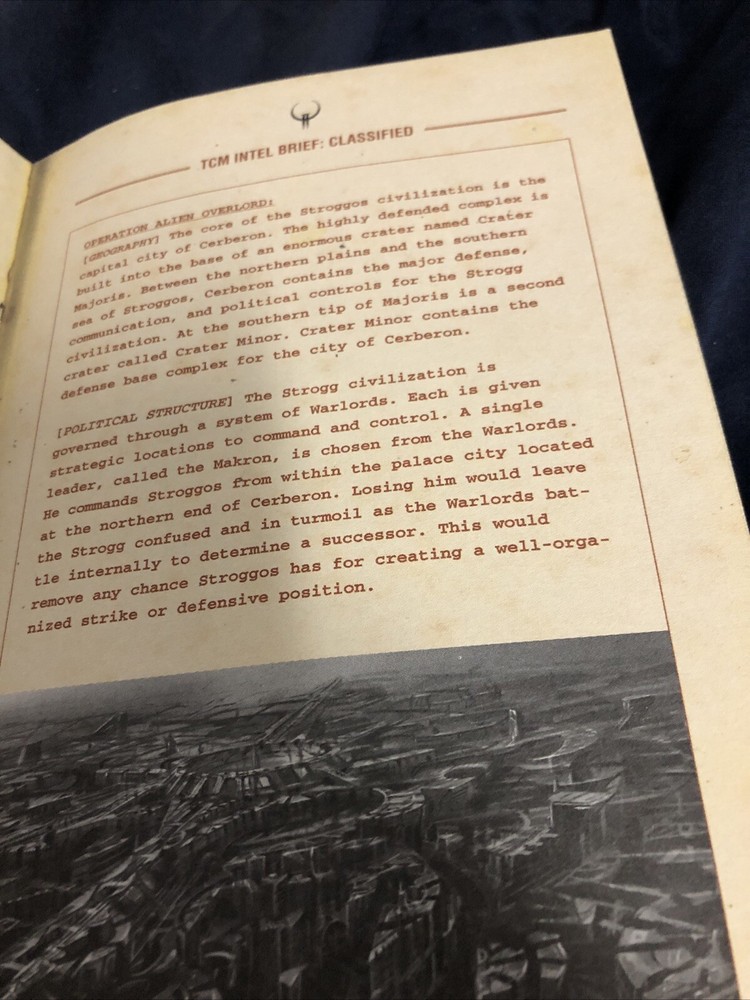 TCM INTEL BRIEF: CLASSIFIED
OPERATION ALIEN OVERLORD:
[GEOGRAPHY] The core of the Stroggos civilization is the
capital city of Cerberon. The highly defended complex is
built into the base of an enormous crater named Crater
Majoris. Between the northern plains and the southern
sea of Stroggos, Cerberon contains the major defense,
communication, and political controls for the Strogg
civilization. At the southern tip of Majoris is a second
crater called Crater Minor. Crater Minor contains the
defense base complex for the city of Cerberon.
[POLITICAL STRUCTURE] The Strogg civilization is
governed through a system of Warlords. Each is given
strategic locations to command and control. A single
leader, called the Makron, is chosen from the Warlords.
He commands Stroggos from within the palace city located
at the northern end of Cerberon. Losing him would leave
the Strogg confused and in turmoil as the Warlords bat-
tle internally to determine a successor. This would
remove any chance Stroggos has for creating a well-orga-
nized strike or defensive position.